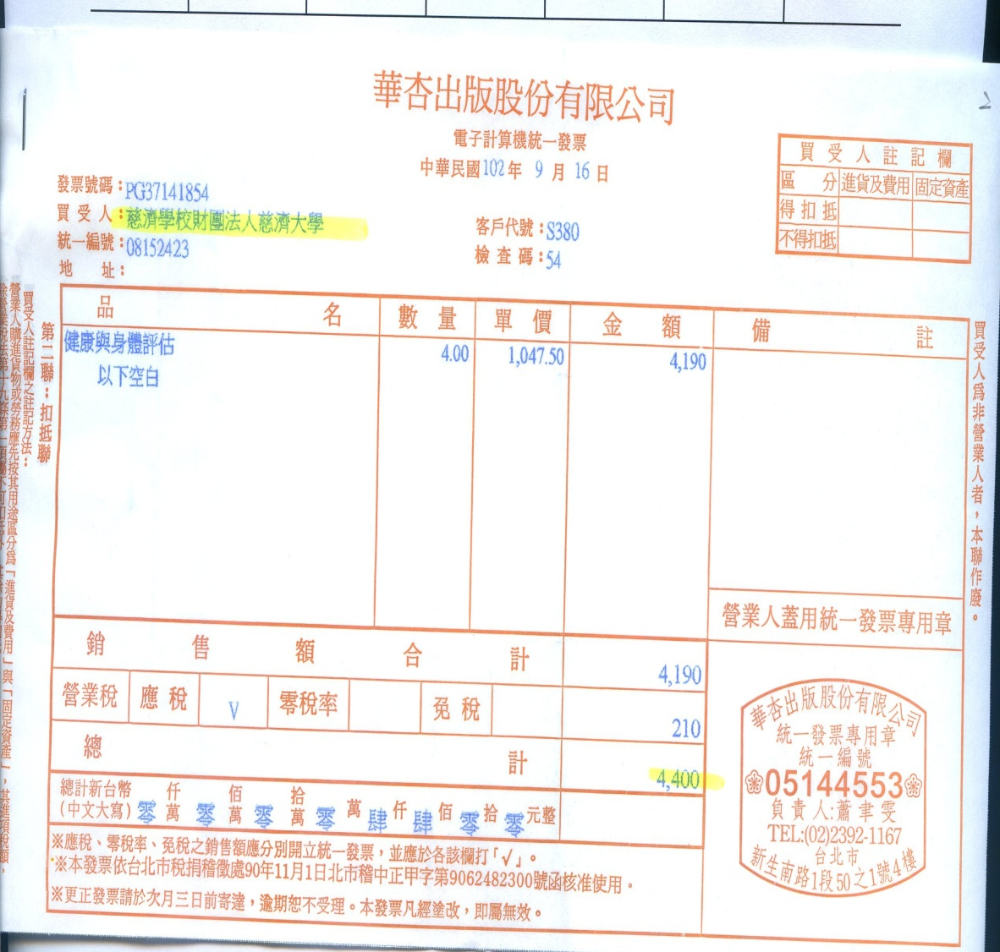 華杏出版股份有限公司
電子計算機統一發票
中華民國102年 9 月 16 日
發票號碼：PG37141854
買受人：慈濟學校財團法人慈濟大學
統一編號：08152423
地 址：
客戶代號：S380
檢查碼：54
買受人註記欄
區 分 進貨及費用 固定資產
得扣抵
不得扣抵
品 名 數量 單價 金額 備 註
健康與身體評估 4.00 1,047.50 4,190
以下空白
營業人蓋用統一發票專用章
銷售額合計 4,190
營業稅 應稅 V 零稅率 免稅 210
總 計 4,400
總計新台幣 仟 佰 拾
(中文大寫) 零萬零萬零萬零萬肆仟肆佰零拾零元整
※應稅、零稅率、免稅之銷售額應分別開立統一發票，並應於各該欄打「√」。
※本發票依台北市稅捐稽徵處90年11月1日北市稽中正甲字第9062482300號函核准使用。
※更正發票請於次月三日前寄達，逾期恕不受理。本發票凡經塗改，即屬無效。
華杏出版股份有限公司
統一發票專用章
統一編號
05144553
負責人:蕭聿雯
TEL:(02)2392-1167
台北市
新生南路1段50之1號4樓
買受人為非營業人者，本聯作廢。
第二聯：扣抵聯
買受人註記欄之註記方法：
營業人購進貨物或勞務應先按其用途區分為「進貨及費用」與「固定資產」，其進項稅額，